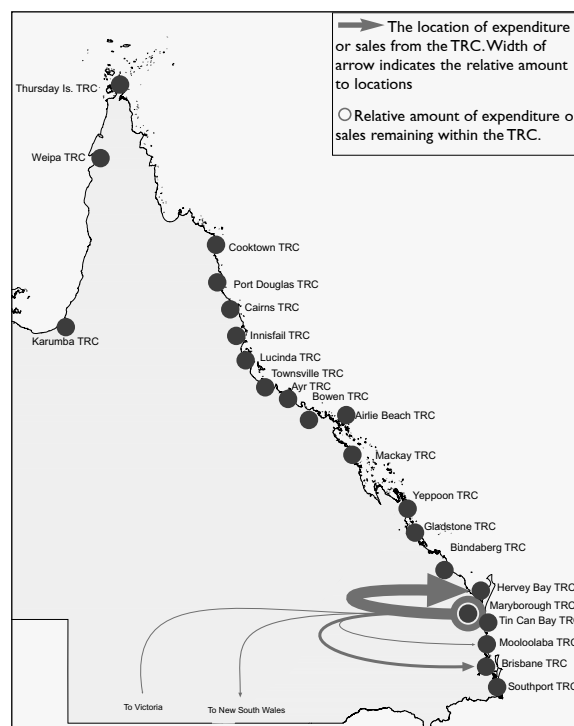 The location of expenditure
or sales from the TRC. Width of
arrow indicates the relative amount
to locations
Relative amount of expenditure o
sales remaining within the TRC.
Thursday Is. TRC
Weipa TRC
Cooktown TRC
Port Douglas TRC
Cairns TRC
Karumba TRC
Innisfail TRC
Lucinda TRC
Townsville TRC
Ayr TRC
Bowen TRC
Airlie Beach TRC
Mackay TRC
Yeppoon TRC
Gladstone TRC
Bundaberg TRC
Hervey Bay TRC
Maryborough TRC
Tin Can Bay TRC
Mooloolaba TRC
Brisbane TRC
Southport TRC
To Victoria
To New South Wales